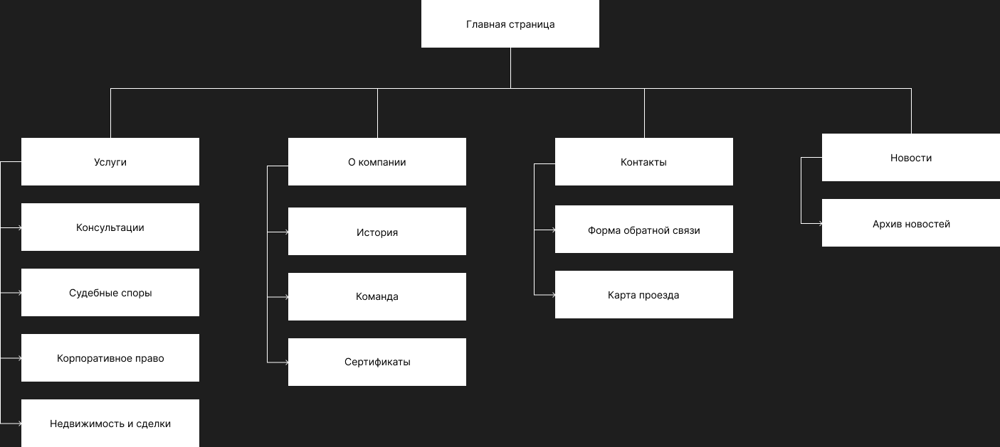 Главная страница
Услуги
Консультации
Судебные споры
Корпоративное право
Недвижимость и сделки
О компании
История
Команда
Сертификаты
Контакты
Форма обратной связи
Карта проезда
Новости
Архив новостей